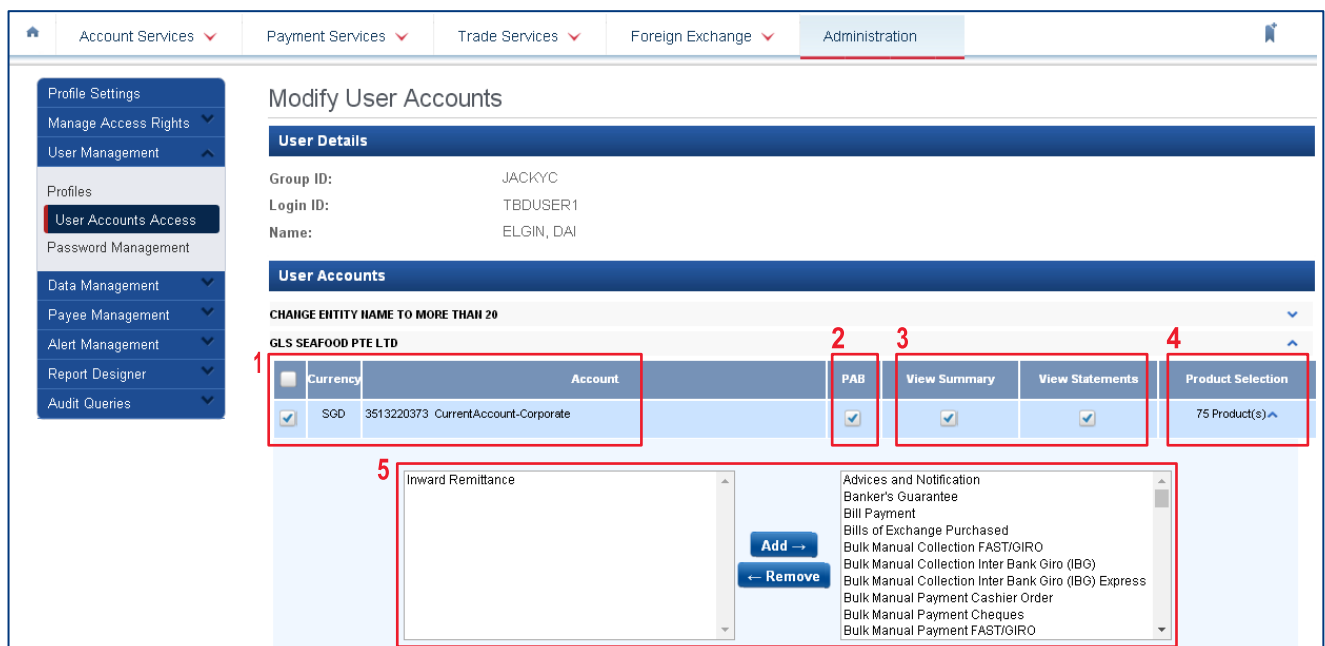 Account Services Payment Services Trade Services Foreign Exchange Administration
Profile Settings
Manage Access Rights
User Management
Profiles
User Accounts Access
Password Management
Data Management
Payee Management
Alert Management
Report Designer
Audit Queries
Modify User Accounts
User Details
Group ID: JACKYC
Login ID: TBDUSER1
Name: ELGIN, DAI
User Accounts
CHANGE ENTITY NAME TO MORE THAN 20
GLS SEAFOOD PTE LTD
1 2 3 4
Currency Account PAB View Summary View Statements Product Selection
SGD 3513220373 CurrentAccount-Corporate 75 Product(s)
5
Inward Remittance
Add →
← Remove
Advices and Notification
Banker's Guarantee
Bill Payment
Bills of Exchange Purchased
Bulk Manual Collection FAST/GIRO
Bulk Manual Collection Inter Bank Giro (IBG)
Bulk Manual Collection Inter Bank Giro (IBG) Express
Bulk Manual Payment Cashier Order
Bulk Manual Payment Cheques
Bulk Manual Payment FAST/GIRO